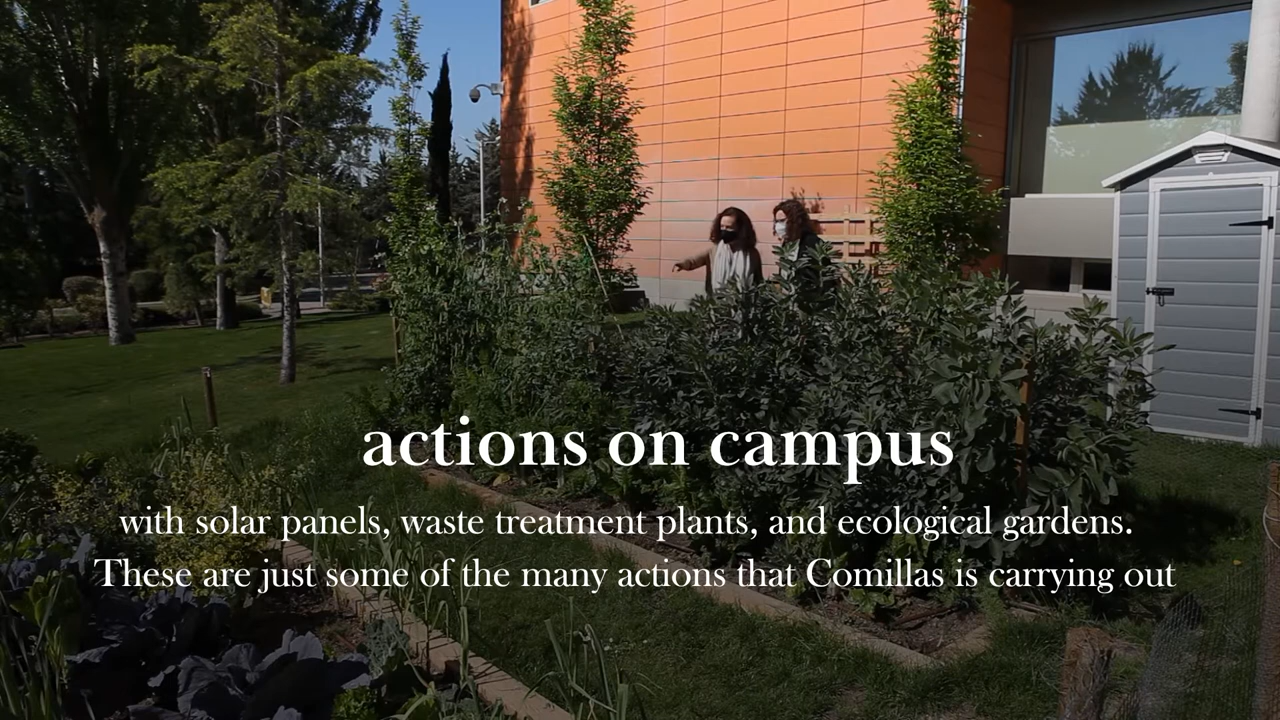 actions on campus
with solar panels, waste treatment plants, and ecological gardens.
These are just some of the many actions that Comillas is carrying out